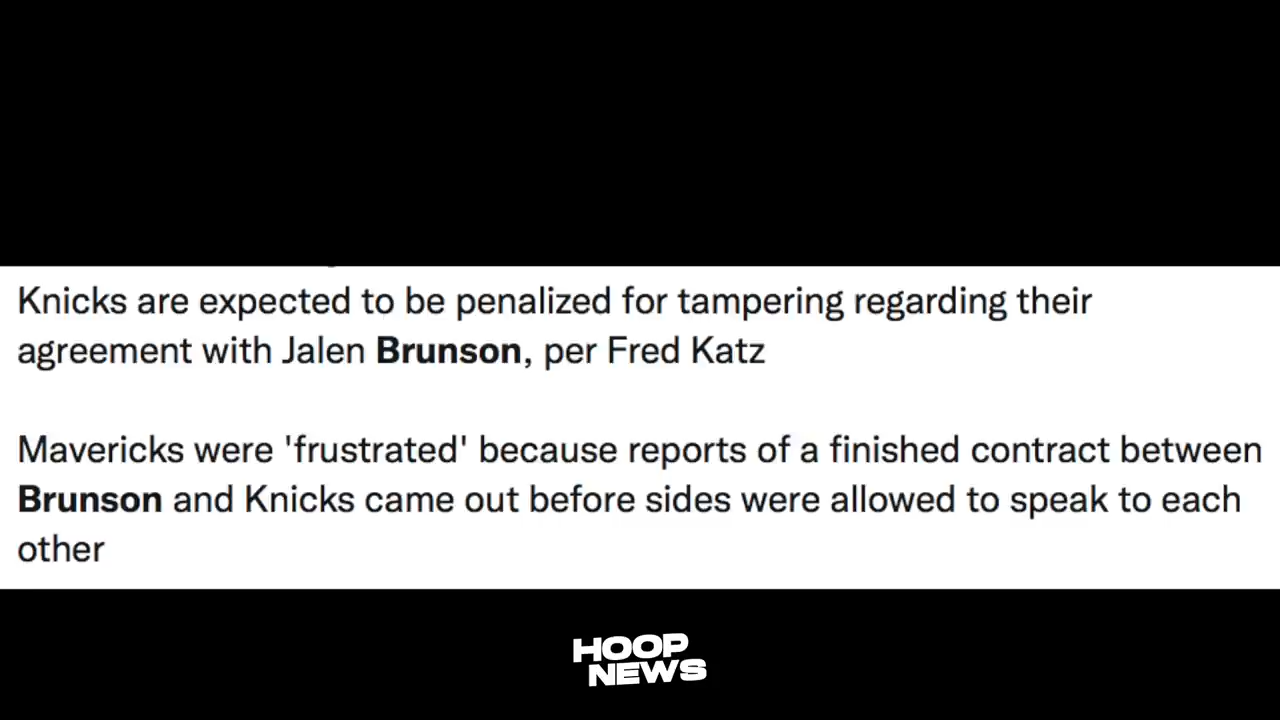 Knicks are expected to be penalized for tampering regarding their
agreement with Jalen Brunson, per Fred Katz
Mavericks were 'frustrated' because reports of a finished contract between
Brunson and Knicks came out before sides were allowed to speak to each
other
HOOP
NEWS